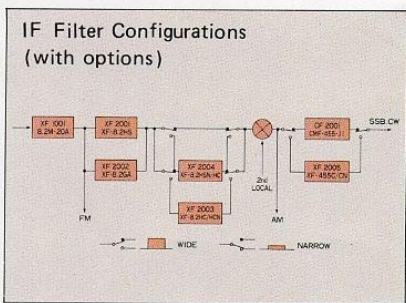 IF Filter Configurations
(with options)
XF 1001
8.2M-20A
XF 2001
XF-8.2HS
XF 2002
XF-8.2GA
XF 2004
XF-8.2HSN/HC
XF 2003
XF-8.2HC/HCN
2nd
LOCAL
CF 2001
CMF-455-J1
XF 2005
XF-455C/CN
SSB.CW
FM
AM
WIDE
NARROW